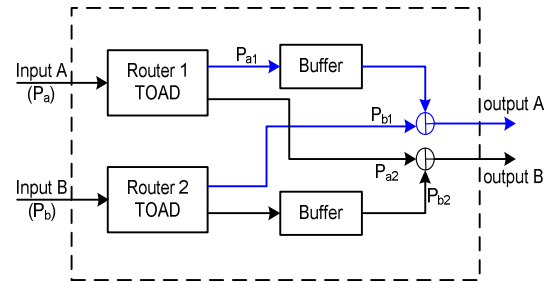 Input A
(Pa)
Router 1
TOAD
Pa1
Buffer
Pb1
output A
Input B
(Pb)
Router 2
TOAD
Buffer
Pa2
Pb2
output B